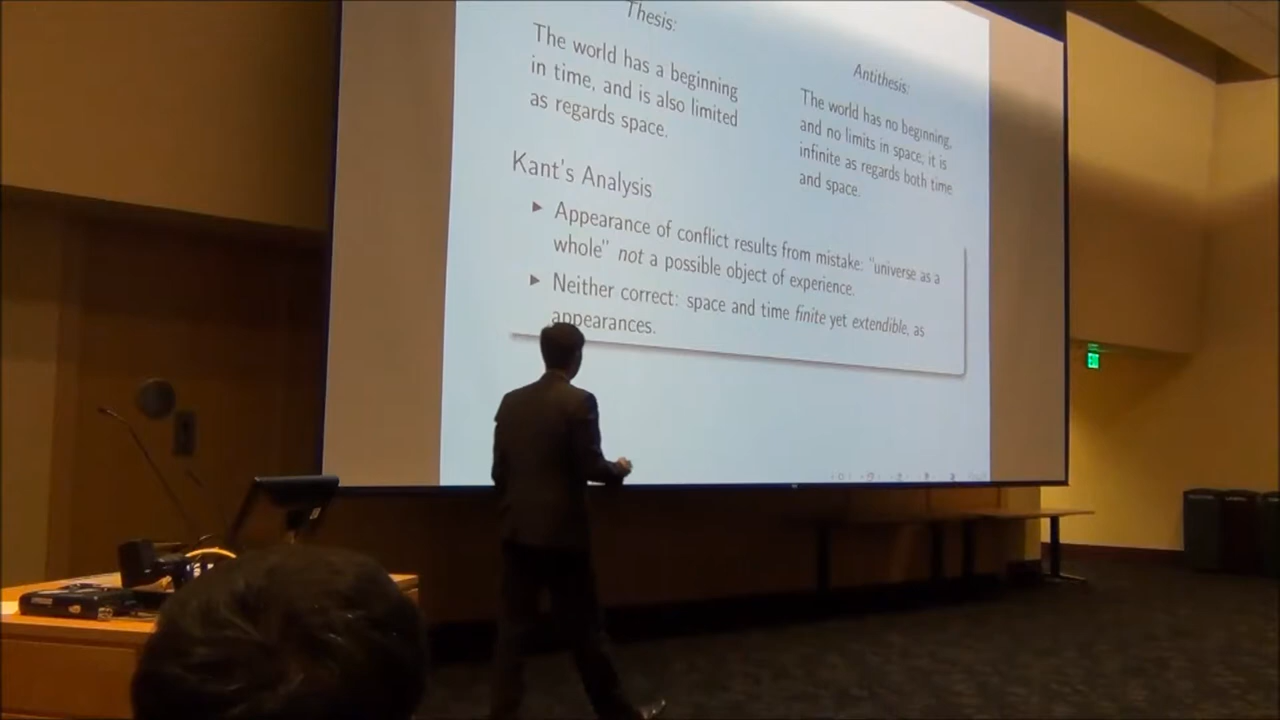 Thesis:
The world has a beginning
in time, and is also limited
as regards space.
Antithesis:
The world has no beginning,
and no limits in space; it is
infinite as regards both time
and space.
Kant's Analysis
▶ Appearance of conflict results from mistake: "universe as a
whole" not a possible object of experience.
▶ Neither correct: space and time finite yet extendible, as
appearances.
EXIT